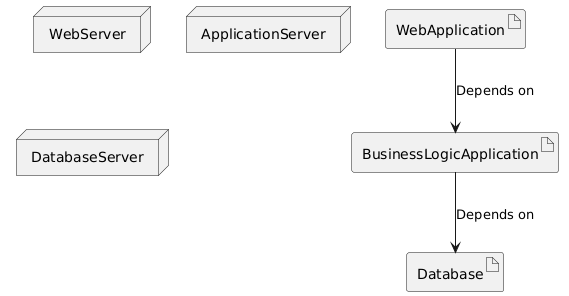 WebServer
ApplicationServer
WebApplication
Depends on
DatabaseServer
BusinessLogicApplication
Depends on
Database